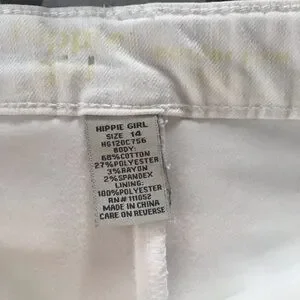 HIPPIE GIRL
SIZE 14
HG120C756
BODY:
68%COTTON
27%POLYESTER
3%RAYON
2%SPANDEX
LINING:
100%POLYESTER
RN# 111052
MADE IN CHINA
CARE ON REVERSE